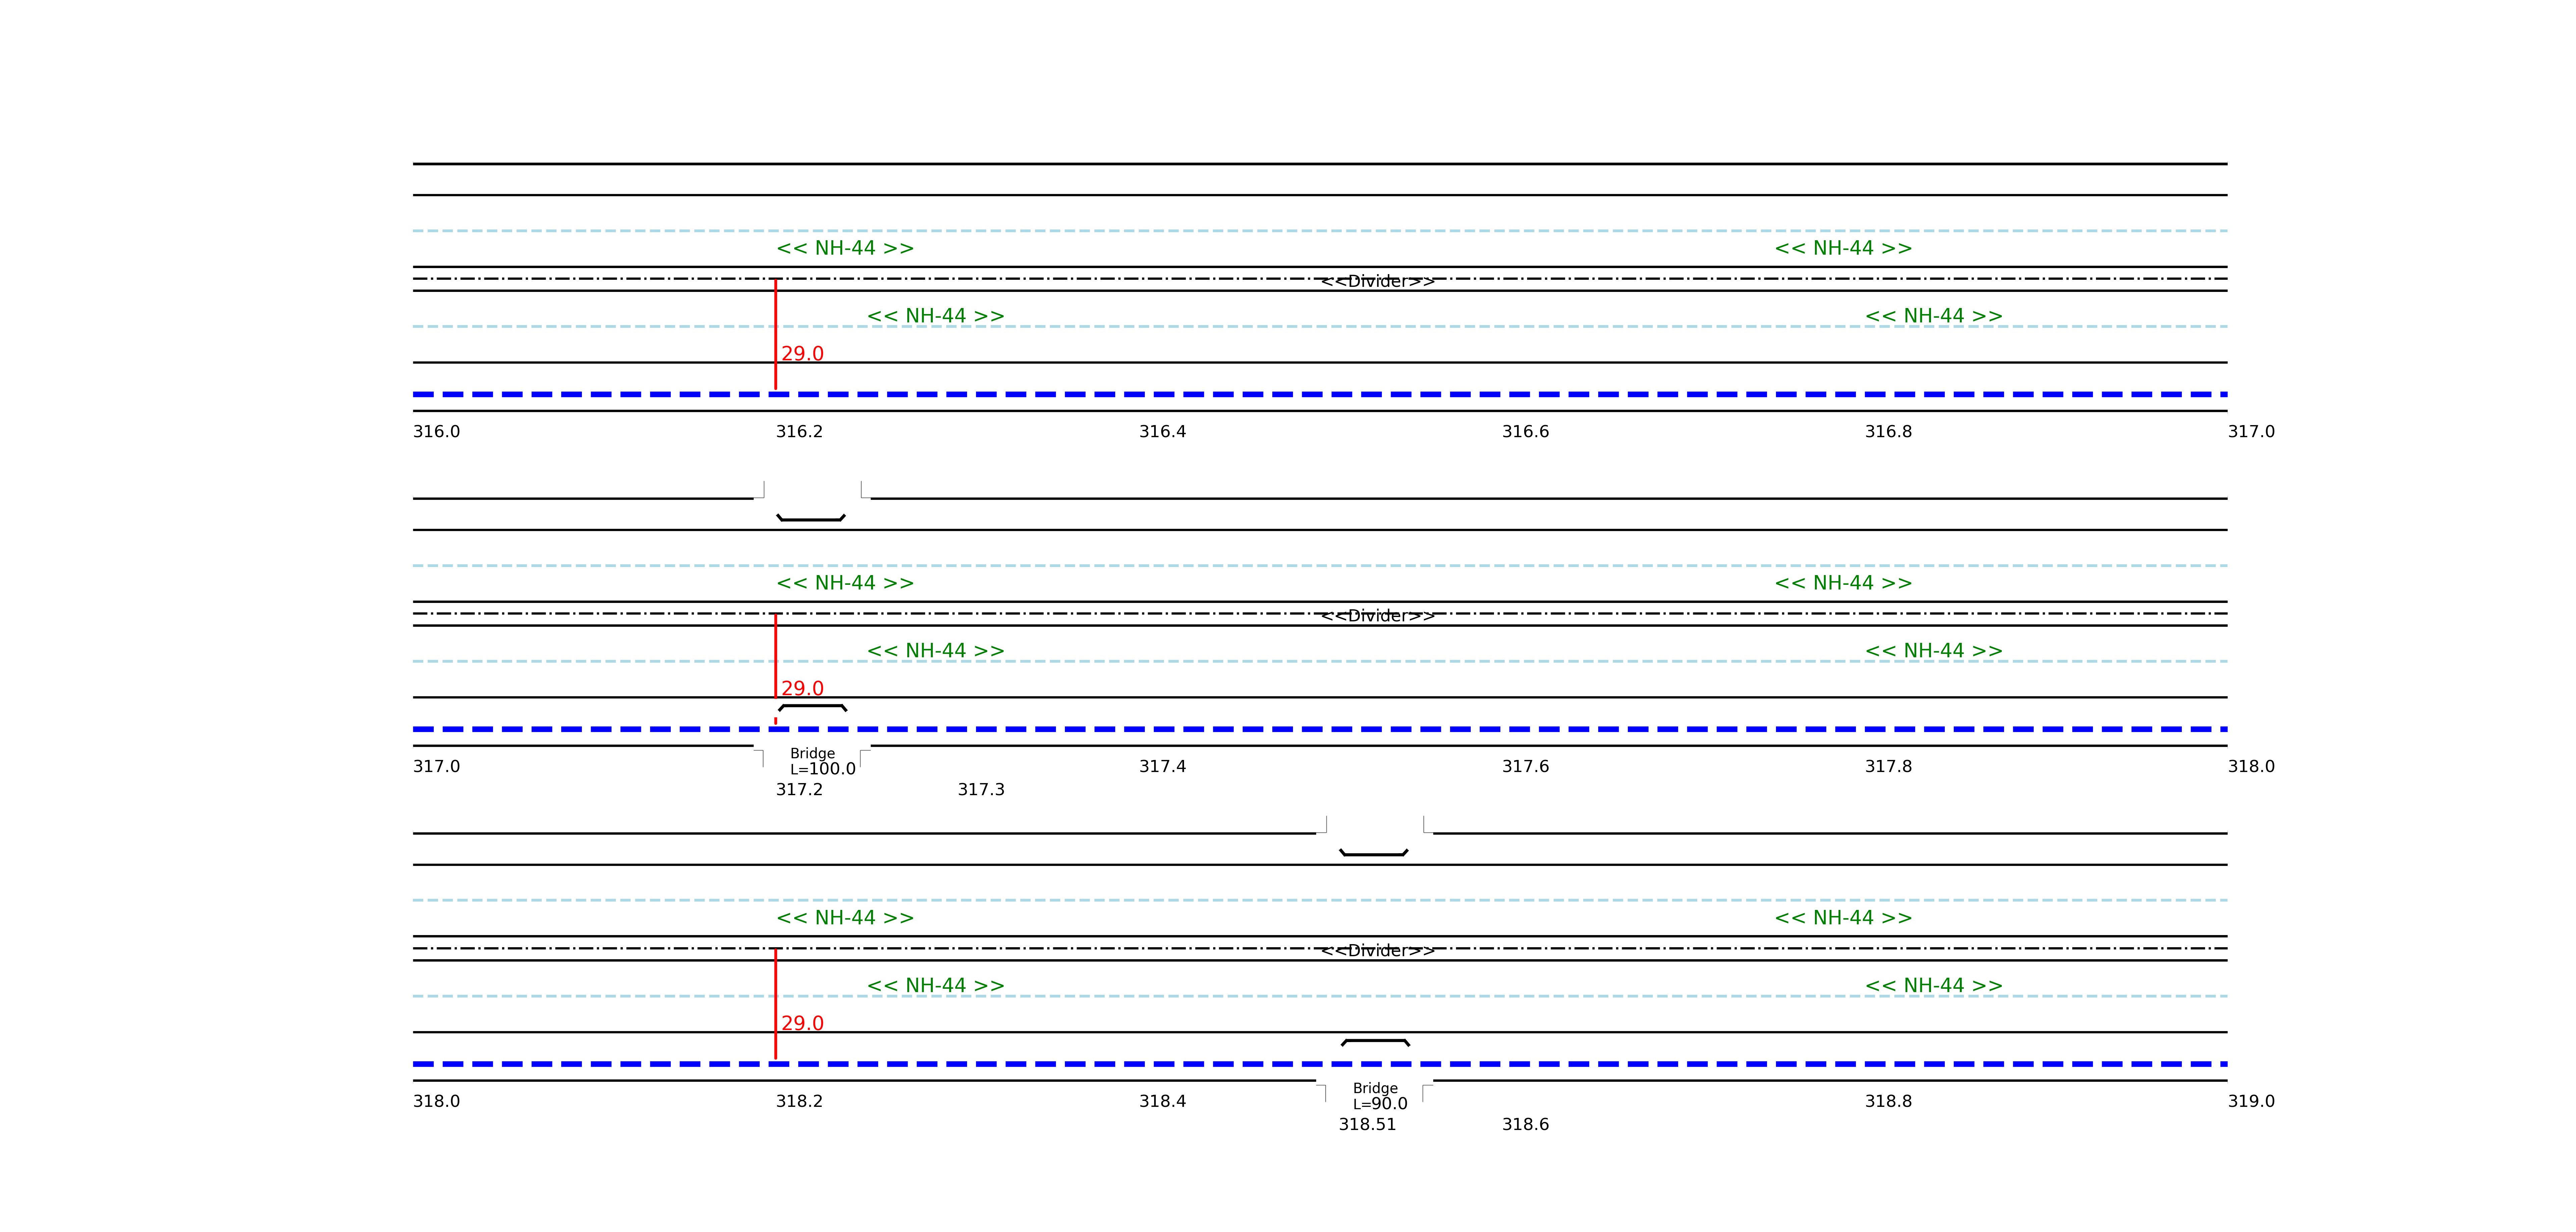 << NH-44 >> << NH-44 >>
<<Divider>>
<< NH-44 >> << NH-44 >>
29.0
316.0 316.2 316.4 316.6 316.8 317.0
<< NH-44 >> << NH-44 >>
<<Divider>>
<< NH-44 >> << NH-44 >>
29.0
Bridge
L=100.0
317.0 317.4 317.6 317.8 318.0
317.2 317.3
<< NH-44 >> << NH-44 >>
<<Divider>>
<< NH-44 >> << NH-44 >>
29.0
Bridge
L=90.0
318.0 318.2 318.4 318.8 319.0
318.51 318.6